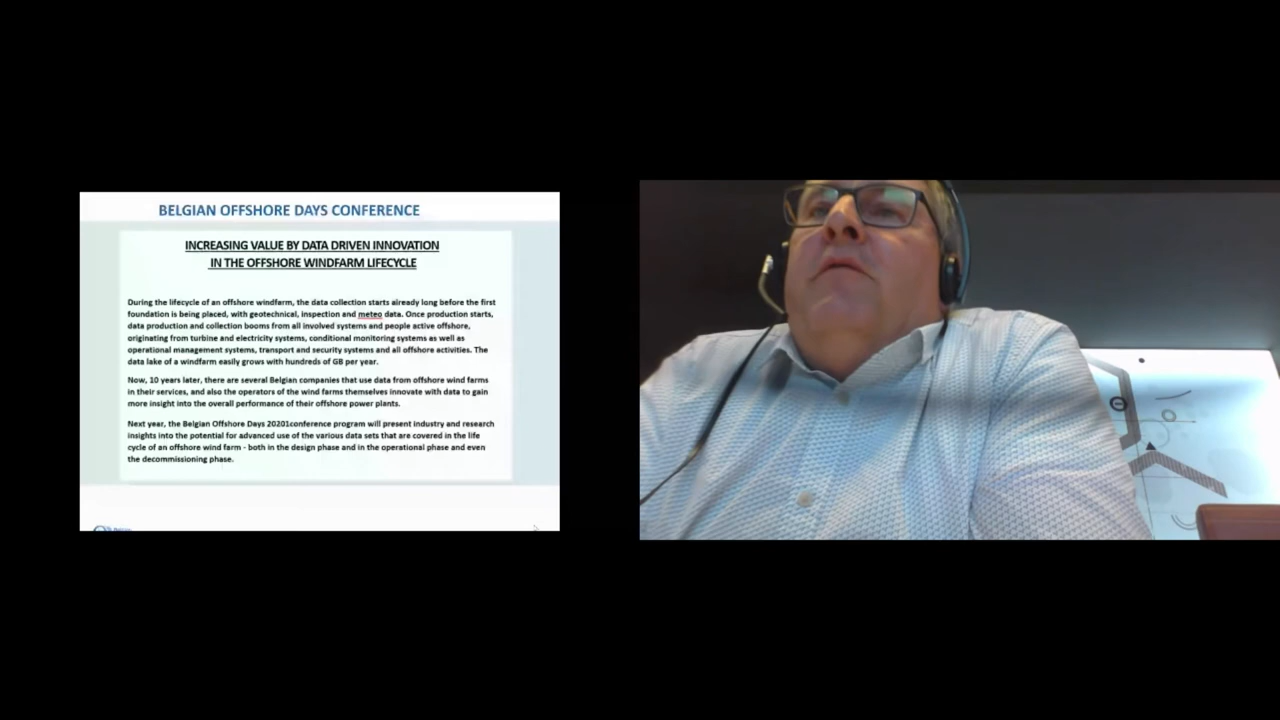 BELGIAN OFFSHORE DAYS CONFERENCE
INCREASING VALUE BY DATA DRIVEN INNOVATION
IN THE OFFSHORE WINDFARM LIFECYCLE
During the lifecycle of an offshore windfarm, the data collection starts already long before the first
foundation is being placed, with geotechnical, inspection and meteo data. Once production starts,
data production and collection booms from all involved systems and people active offshore,
originating from turbine and electricity systems, conditional monitoring systems as well as
operational management systems, transport and security systems and all offshore activities. The
data lake of a windfarm easily grows with hundreds of GB per year.
Now, 10 years later, there are several Belgian companies that use data from offshore wind farms
in their services, and also the operators of the wind farms themselves innovate with data to gain
more insight into the overall performance of their offshore power plants.
Next year, the Belgian Offshore Days 20201conference program will present industry and research
insights into the potential for advanced use of the various data sets that are covered in the life
cycle of an offshore wind farm - both in the design phase and in the operational phase and even
the decommissioning phase.